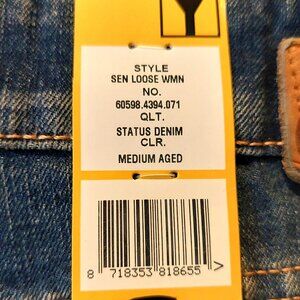 STYLE
SEN LOOSE WMN
NO.
60598.4394.071
QLT.
STATUS DENIM
CLR.
MEDIUM AGED
8 718353 818655 >